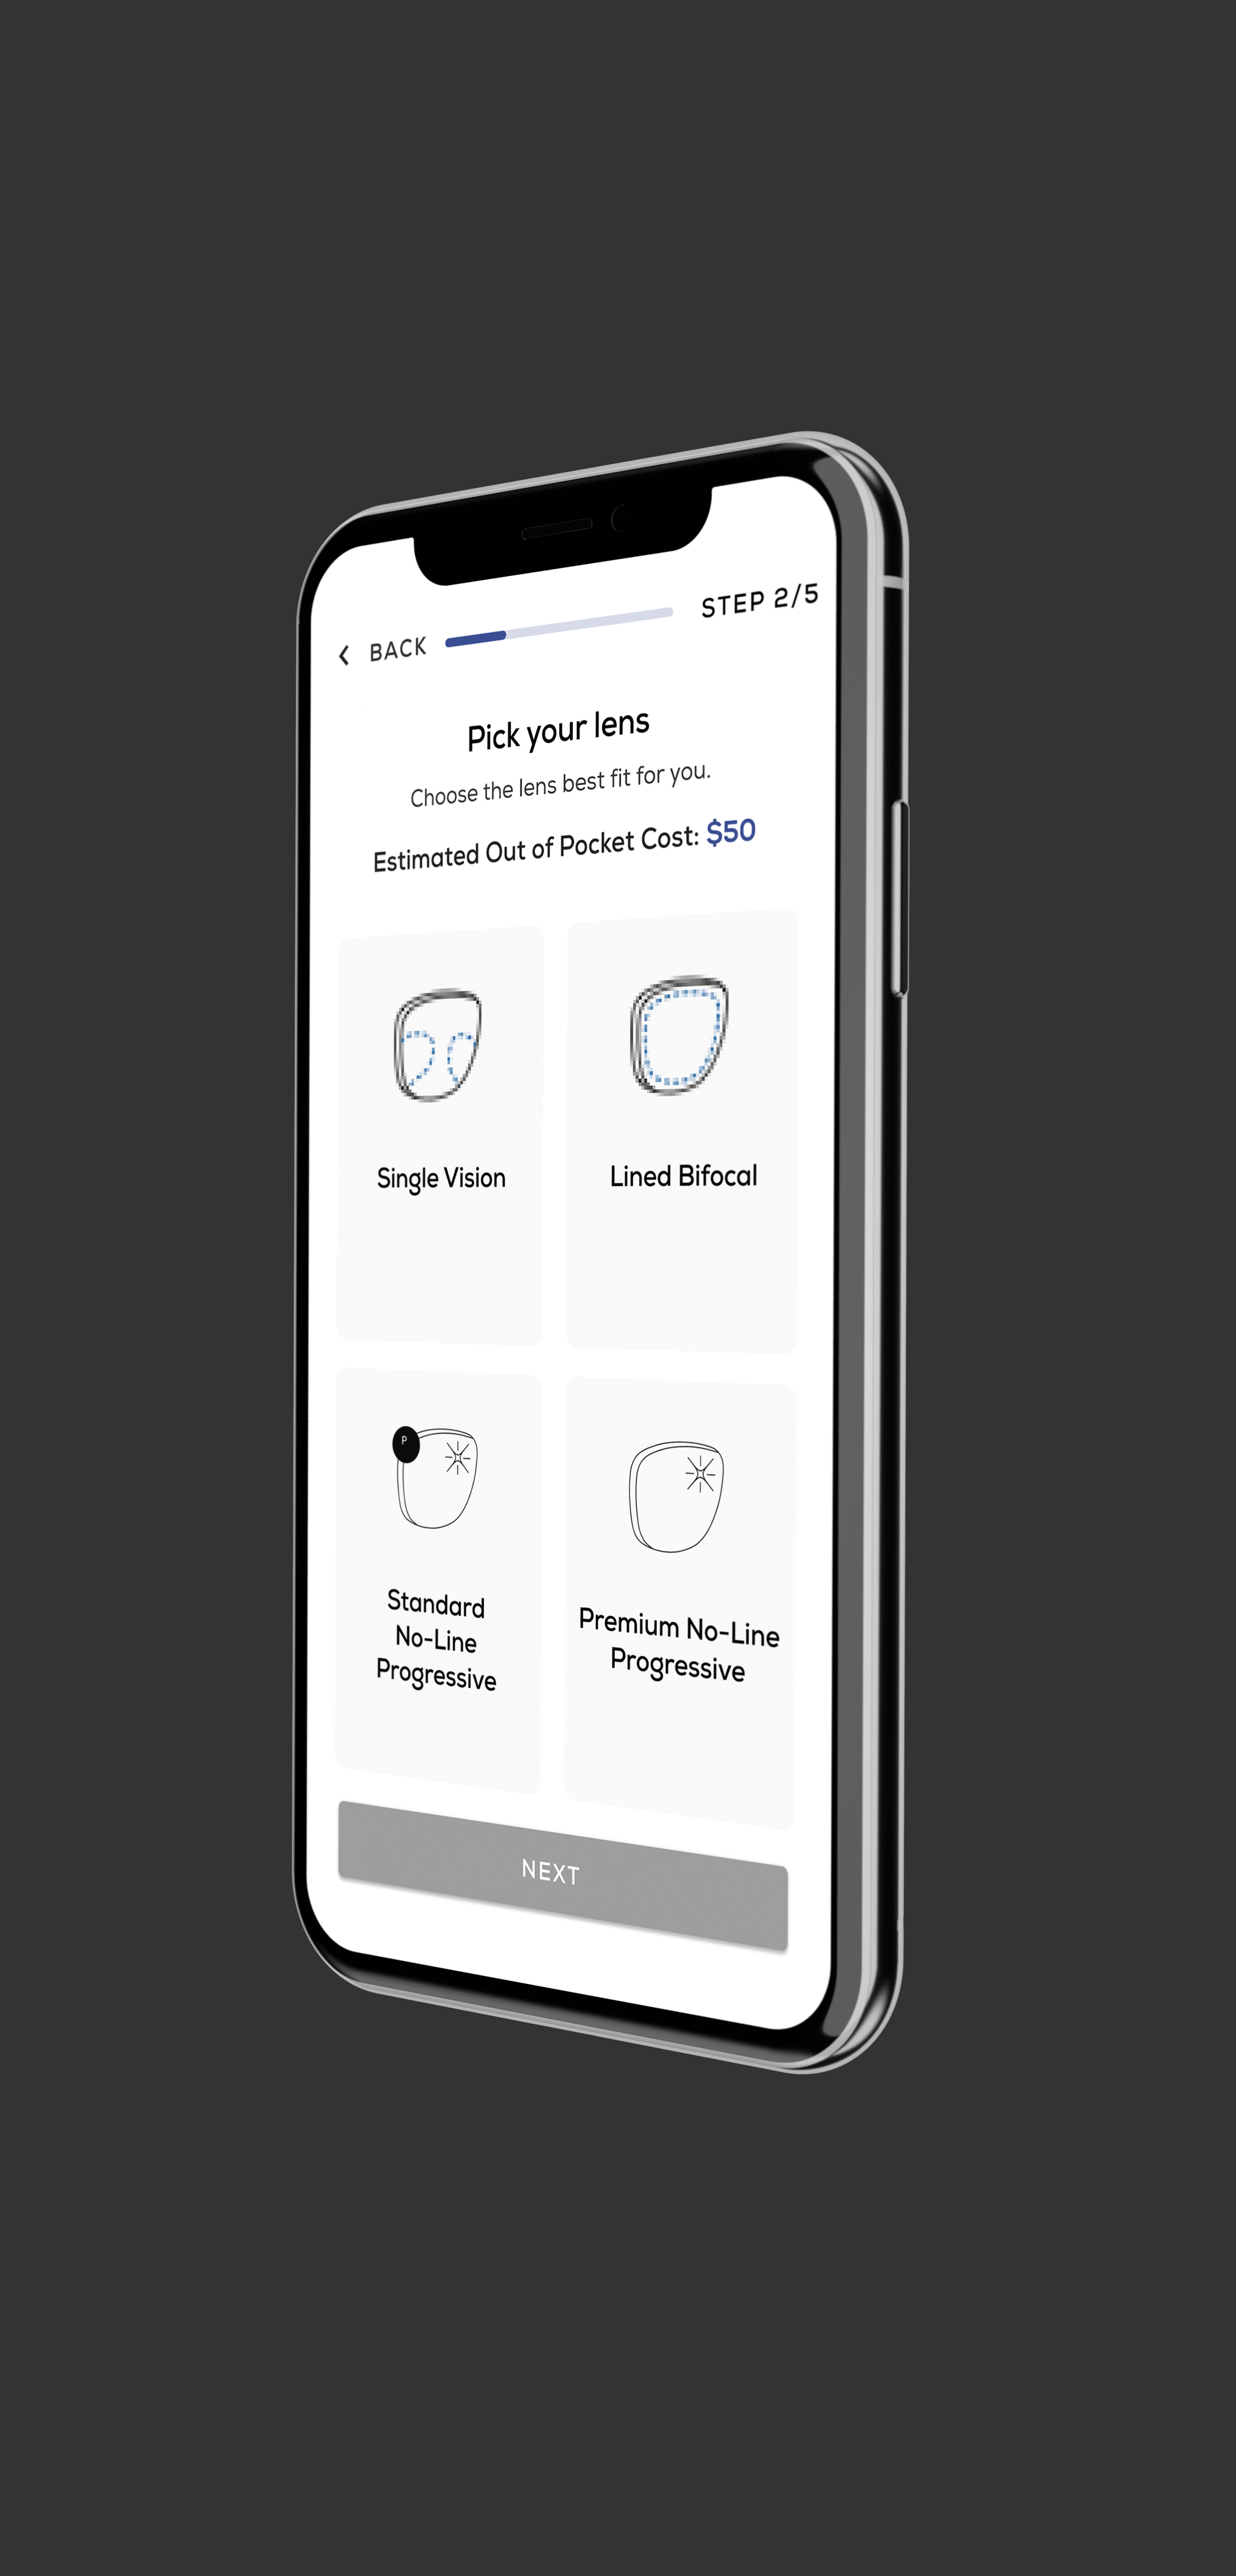 BACK
STEP 2/5
Pick your lens
Choose the lens best fit for you.
Estimated Out of Pocket Cost: $50
Single Vision
Lined Bifocal
P
Standard
No-Line
Progressive
Premium No-Line
Progressive
NEXT